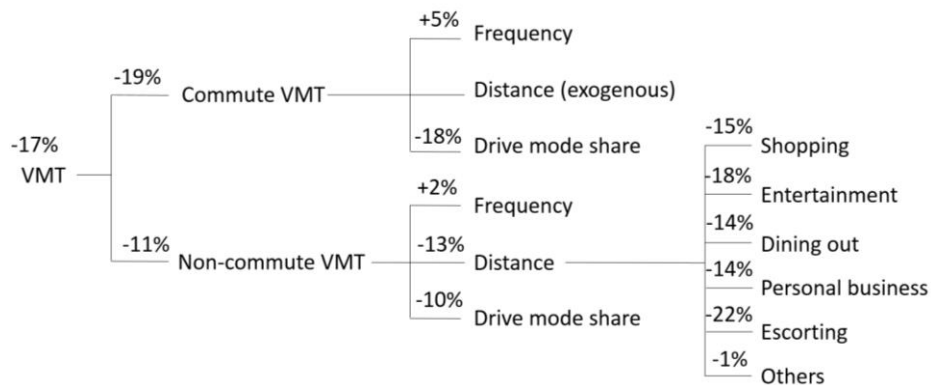 -17%
VMT
-19%
Commute VMT
+5%
Frequency
Distance (exogenous)
-18%
Drive mode share
-11%
Non-commute VMT
+2%
Frequency
-13%
Distance
-10%
Drive mode share
-15%
Shopping
-18%
Entertainment
-14%
Dining out
-14%
Personal business
-22%
Escorting
-1%
Others